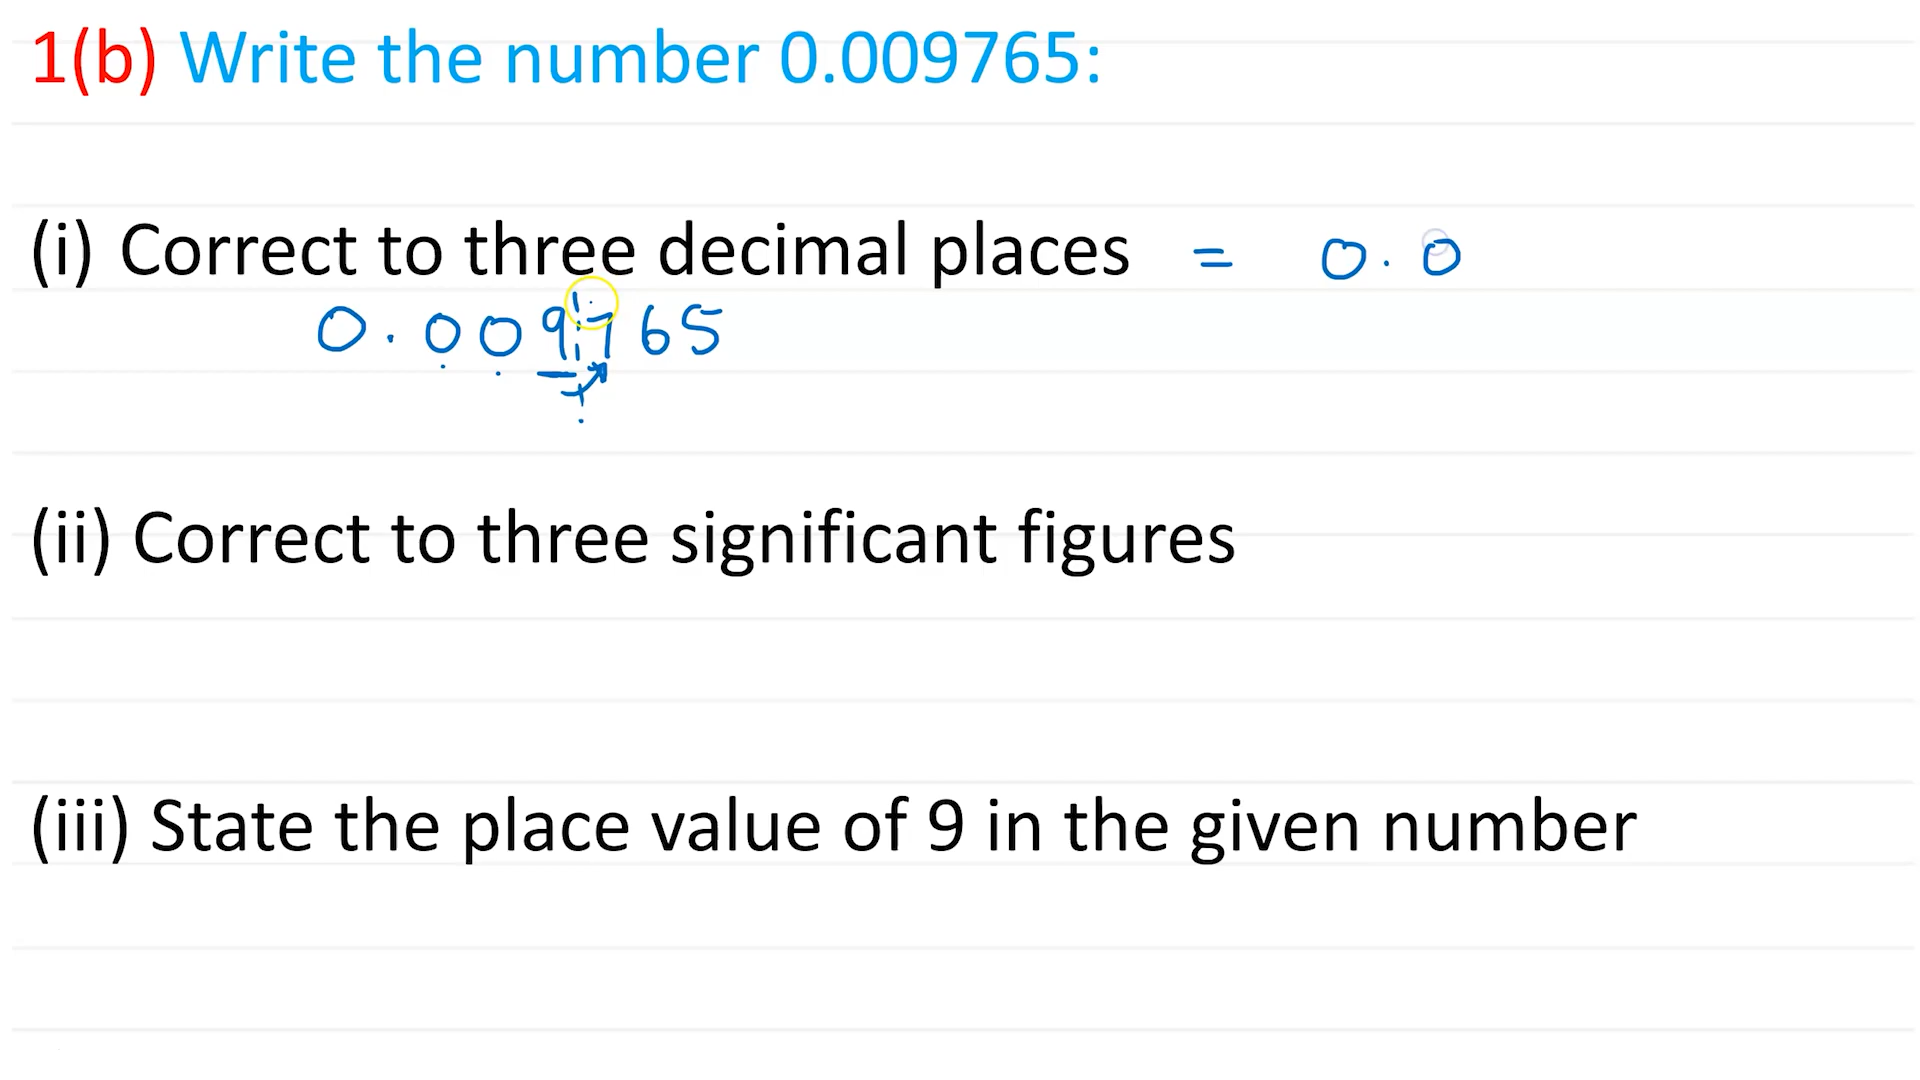 1(b) Write the number 0.009765:
(i) Correct to three decimal places = 0.0
0.009765
(ii) Correct to three significant figures
(iii) State the place value of 9 in the given number